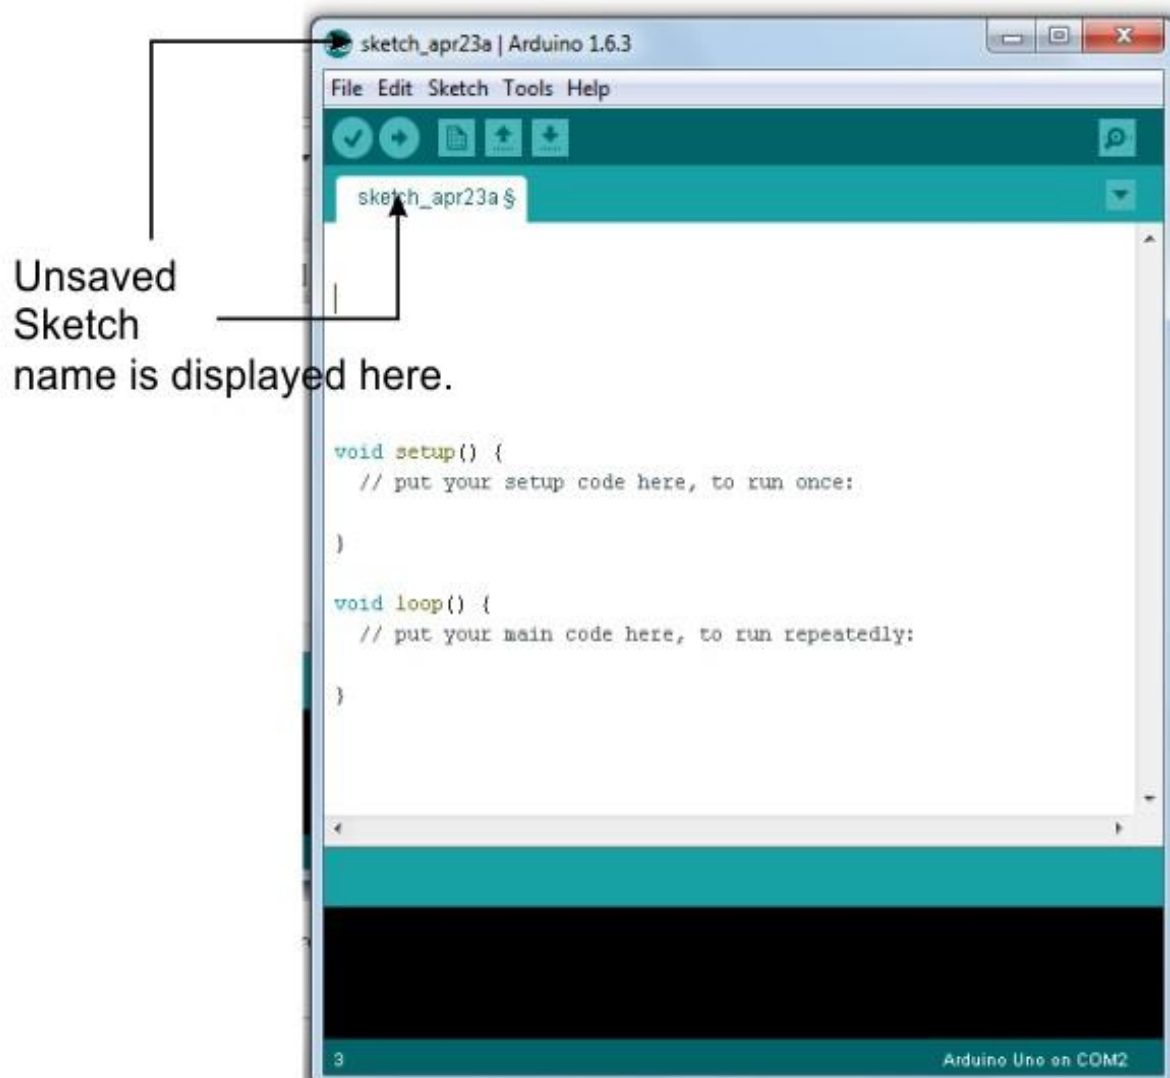 sketch_apr23a | Arduino 1.6.3
File Edit Sketch Tools Help
sketch_apr23a §
Unsaved
Sketch
name is displayed here.
void setup() {
// put your setup code here, to run once:
}
void loop() {
// put your main code here, to run repeatedly:
}
3
Arduino Uno on COM2